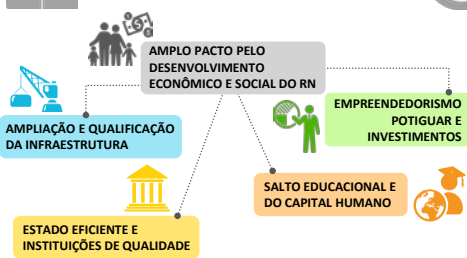 AMPLO PACTO PELO
DESENVOLVIMENTO
ECONÔMICO E SOCIAL DO RN
EMPREENDEDORISMO
POTIGUAR E
INVESTIMENTOS
AMPLIAÇÃO E QUALIFICAÇÃO
DA INFRAESTRUTURA
SALTO EDUCACIONAL E
DO CAPITAL HUMANO
ESTADO EFICIENTE E
INSTITUIÇÕES DE QUALIDADE